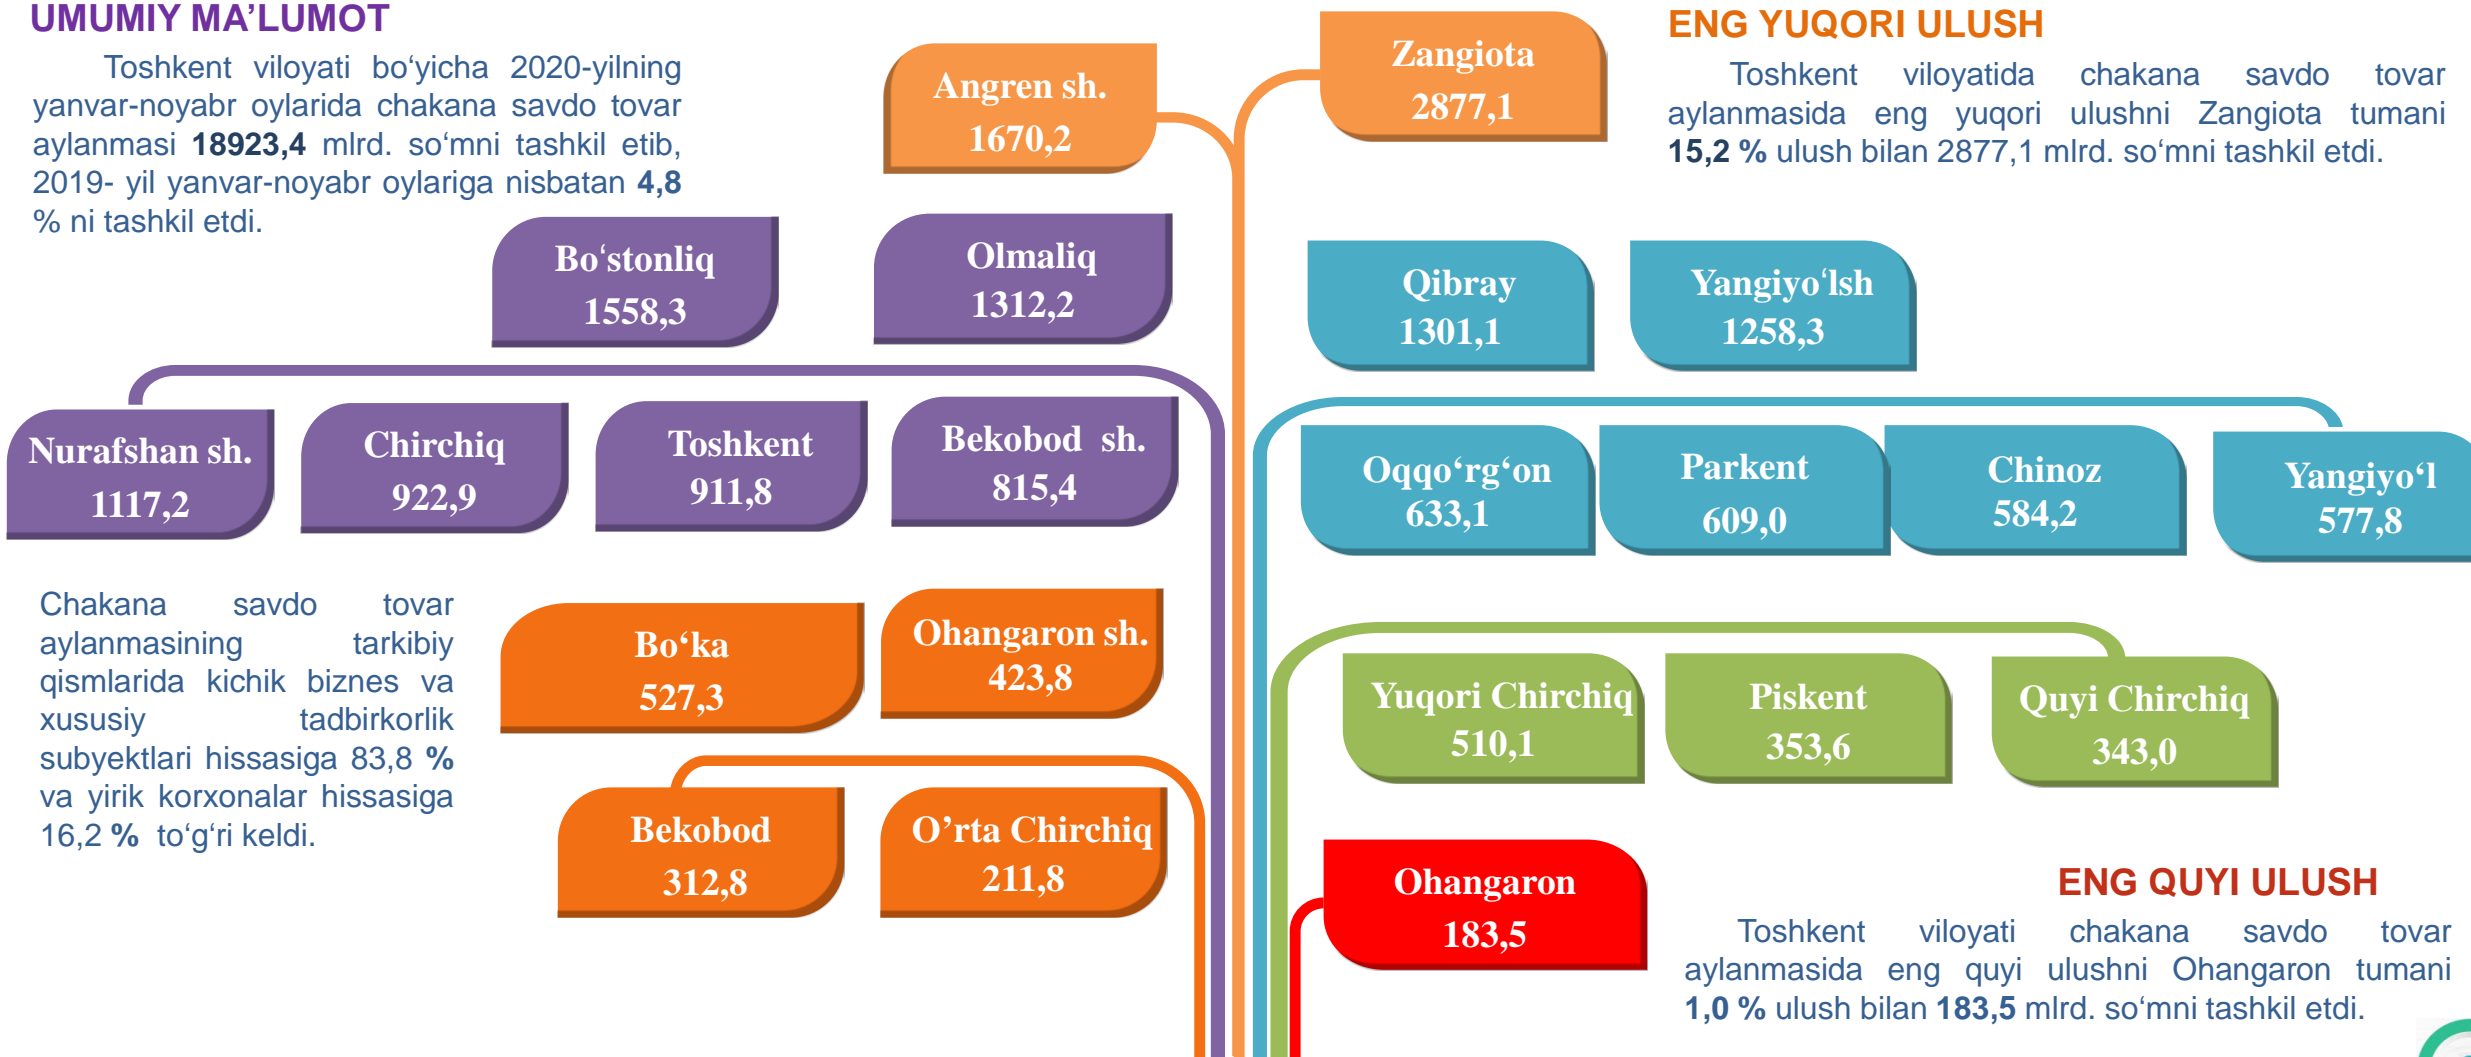 UMUMIY MA’LUMOT
Toshkent viloyati bo‘yicha 2020-yilning
yanvar-noyabr oylarida chakana savdo tovar
aylanmasi 18923,4 mlrd. so‘mni tashkil etib,
2019- yil yanvar-noyabr oylariga nisbatan 4,8
% ni tashkil etdi.
Angren sh.
1670,2
Zangiota
2877,1
ENG YUQORI ULUSH
Toshkent viloyatida chakana savdo tovar
aylanmasida eng yuqori ulushni Zangiota tumani
15,2 % ulush bilan 2877,1 mlrd. so‘mni tashkil etdi.
Bo‘stonliq
1558,3
Olmaliq
1312,2
Qibray
1301,1
Yangiyo‘lsh
1258,3
Nurafshan sh.
1117,2
Chirchiq
922,9
Toshkent
911,8
Bekobod sh.
815,4
Oqqo‘rg‘on
633,1
Parkent
609,0
Chinoz
584,2
Yangiyo‘l
577,8
Chakana savdo tovar
aylanmasining tarkibiy
qismlarida kichik biznes va
xususiy tadbirkorlik
subyektlari hissasiga 83,8 %
va yirik korxonalar hissasiga
16,2 % to‘g‘ri keldi.
Bo‘ka
527,3
Ohangaron sh.
423,8
Yuqori Chirchiq
510,1
Piskent
353,6
Quyi Chirchiq
343,0
Bekobod
312,8
O’rta Chirchiq
211,8
Ohangaron
183,5
ENG QUYI ULUSH
Toshkent viloyati chakana savdo tovar
aylanmasida eng quyi ulushni Ohangaron tumani
1,0 % ulush bilan 183,5 mlrd. so‘mni tashkil etdi.